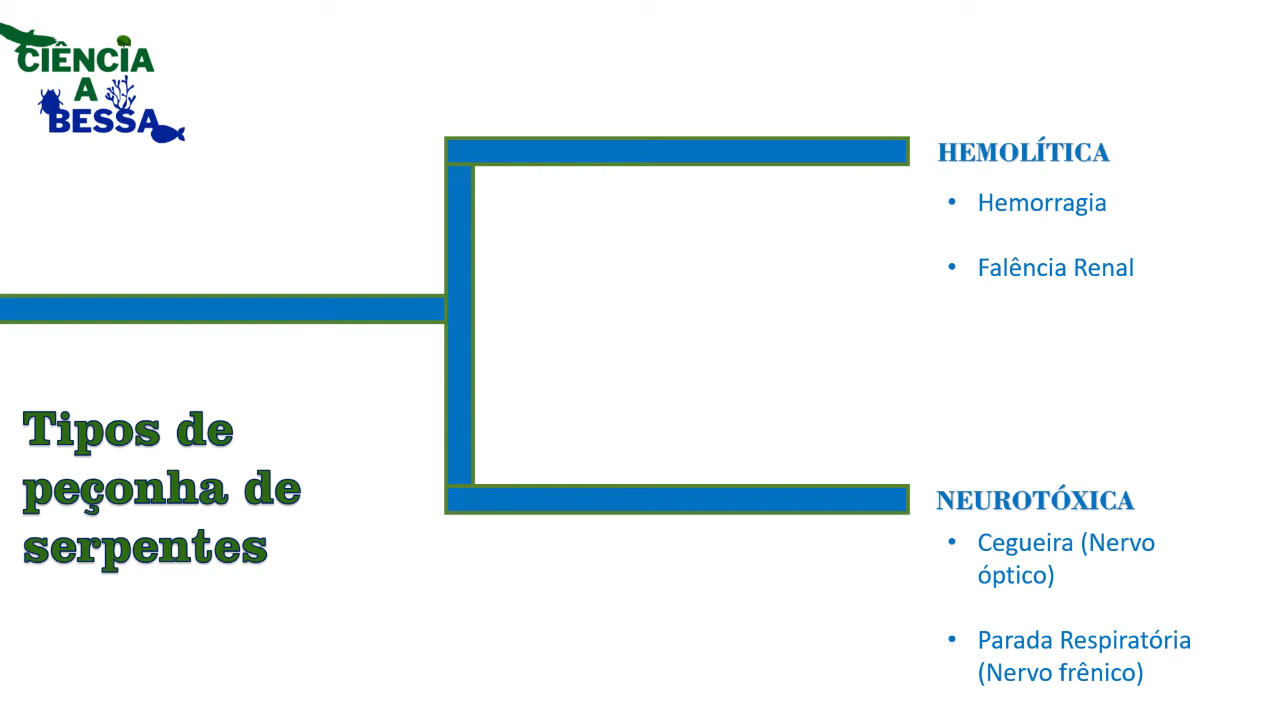 CIÊNCIA
A
BESSA
HEMOLÍTICA
• Hemorragia
• Falência Renal
Tipos de
peçonha de
serpentes
NEUROTÓXICA
• Cegueira (Nervo
óptico)
• Parada Respiratória
(Nervo frênico)